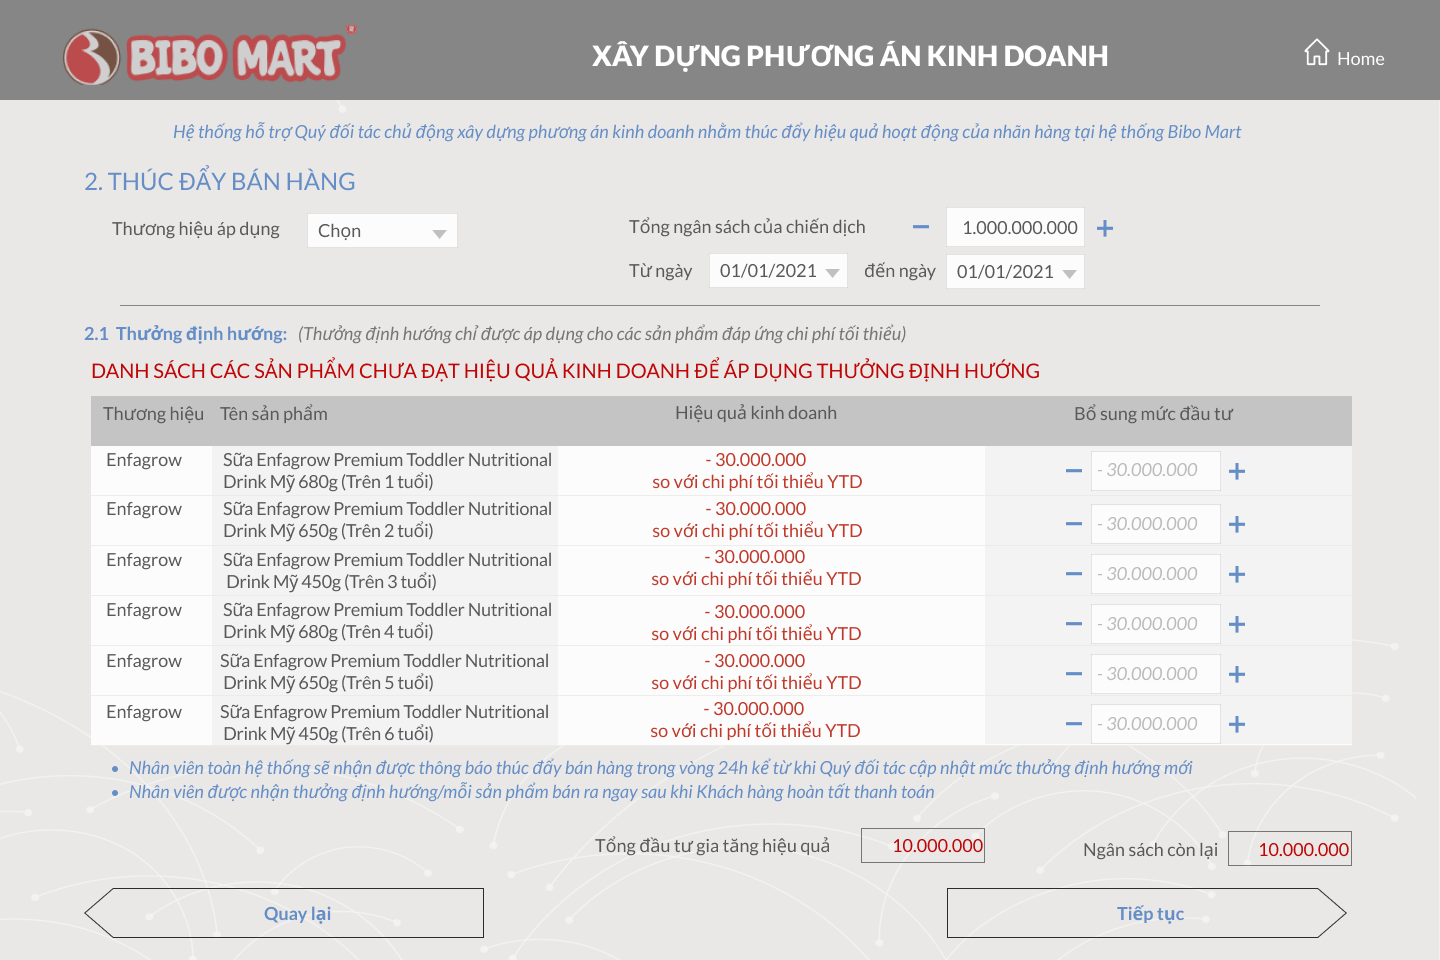 BIBO MART
XÂY DỰNG PHƯƠNG ÁN KINH DOANH
Home
Hệ thống hỗ trợ Quý đối tác chủ động xây dựng phương án kinh doanh nhằm thúc đẩy hiệu quả hoạt động của nhãn hàng tại hệ thống Bibo Mart
2. THÚC ĐẨY BÁN HÀNG
Thương hiệu áp dụng Chọn
Tổng ngân sách của chiến dịch – 1.000.000.000 +
Từ ngày 01/01/2021 đến ngày 01/01/2021
2.1 Thưởng định hướng: (Thưởng định hướng chỉ được áp dụng cho các sản phẩm đáp ứng chi phí tối thiểu)
DANH SÁCH CÁC SẢN PHẨM CHƯA ĐẠT HIỆU QUẢ KINH DOANH ĐỂ ÁP DỤNG THƯỞNG ĐỊNH HƯỚNG
Thương hiệu Tên sản phẩm Hiệu quả kinh doanh Bổ sung mức đầu tư
Enfagrow Sữa Enfagrow Premium Toddler Nutritional - 30.000.000
Drink Mỹ 680g (Trên 1 tuổi) so với chi phí tối thiểu YTD – - 30.000.000 +
Enfagrow Sữa Enfagrow Premium Toddler Nutritional - 30.000.000
Drink Mỹ 650g (Trên 2 tuổi) so với chi phí tối thiểu YTD – - 30.000.000 +
Enfagrow Sữa Enfagrow Premium Toddler Nutritional - 30.000.000
Drink Mỹ 450g (Trên 3 tuổi) so với chi phí tối thiểu YTD – - 30.000.000 +
Enfagrow Sữa Enfagrow Premium Toddler Nutritional - 30.000.000
Drink Mỹ 680g (Trên 4 tuổi) so với chi phí tối thiểu YTD – - 30.000.000 +
Enfagrow Sữa Enfagrow Premium Toddler Nutritional - 30.000.000
Drink Mỹ 650g (Trên 5 tuổi) so với chi phí tối thiểu YTD – - 30.000.000 +
Enfagrow Sữa Enfagrow Premium Toddler Nutritional - 30.000.000
Drink Mỹ 450g (Trên 6 tuổi) so với chi phí tối thiểu YTD – - 30.000.000 +
• Nhân viên toàn hệ thống sẽ nhận được thông báo thúc đẩy bán hàng trong vòng 24h kể từ khi Quý đối tác cập nhật mức thưởng định hướng mới
• Nhân viên được nhận thưởng định hướng/mỗi sản phẩm bán ra ngay sau khi Khách hàng hoàn tất thanh toán
Tổng đầu tư gia tăng hiệu quả 10.000.000
Ngân sách còn lại 10.000.000
Quay lại
Tiếp tục